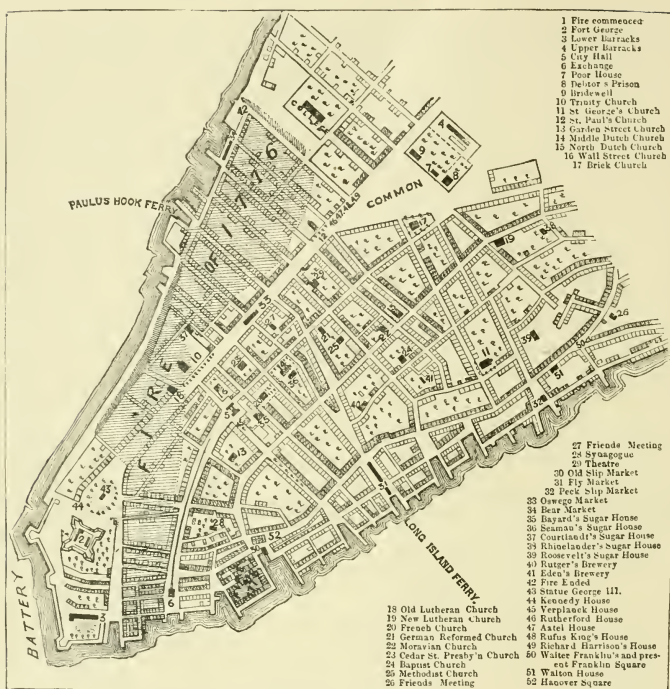 1 Fire commenced
2 Fort George
3 Lower Barracks
4 Upper Barracks
5 City Hall
6 Exchange
7 Poor House
8 Debtor's Prison
9 Bridewell
10 Trinity Church
11 St George's Church
12 St. Paul's Church
13 Garden Street Church
14 Middle Dutch Church
15 North Dutch Church
16 Wall Street Church
17 Brick Church
PAULUS HOOK FERRY
COMMON
FIRE OF 1776
BATTERY
LONG ISLAND FERRY
27 Friends Meeting
28 Synagogue
29 Theatre
30 Old Slip Market
31 Fly Market
32 Peck Slip Market
33 Oswego Market
34 Bear Market
35 Bayard's Sugar House
36 Seaman's Sugar House
37 Courtlandt's Sugar House
38 Rhinelander's Sugar House
39 Roosevelt's Sugar House
40 Rutger's Brewery
41 Eden's Brewery
42 Fire Ended
43 Statue George III.
44 Kennedy House
45 Verplanck House
46 Rutherford House
47 Aatel House
48 Rufus King's House
49 Richard Harrison's House
50 Walter Franklin's and pres-
ent Franklin Square
51 Walton House
52 Hanover Square
18 Old Lutheran Church
19 New Lutheran Church
20 French Church
21 German Reformed Church
22 Moravian Church
23 Cedar St. Presby'n Church
24 Baptist Church
25 Methodist Church
26 Friends Meeting